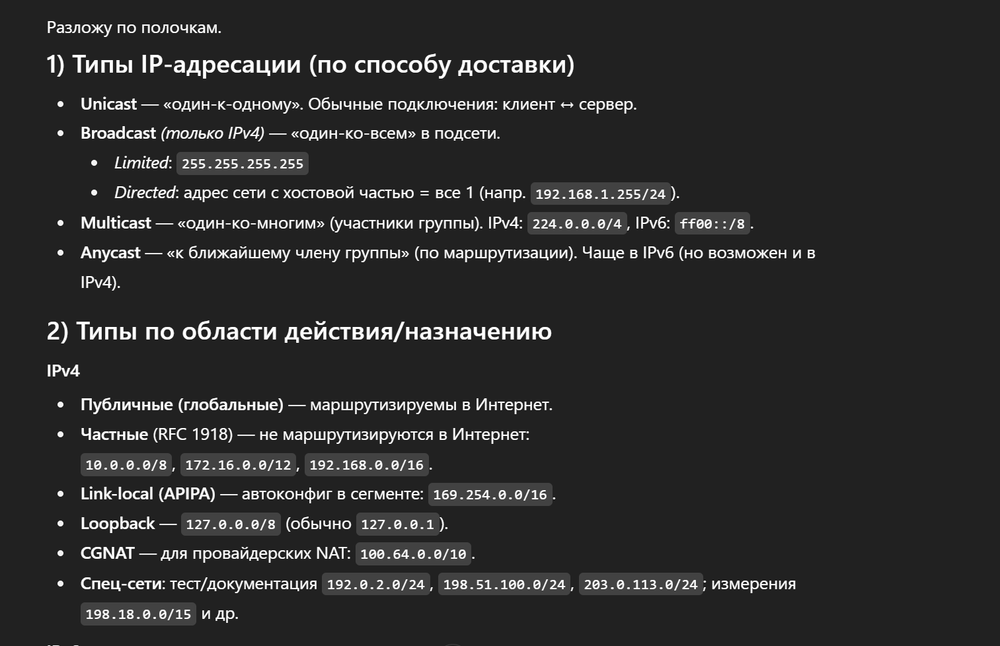 Разложу по полочкам.
1) Типы IP-адресации (по способу доставки)
• Unicast — «один-к-одному». Обычные подключения: клиент ↔ сервер.
• Broadcast (только IPv4) — «один-ко-всем» в подсети.
• Limited: 255.255.255.255
• Directed: адрес сети с хостовой частью = все 1 (напр. 192.168.1.255/24).
• Multicast — «один-ко-многим» (участники группы). IPv4: 224.0.0.0/4, IPv6: ff00::/8.
• Anycast — «к ближайшему члену группы» (по маршрутизации). Чаще в IPv6 (но возможен и в
IPv4).
2) Типы по области действия/назначению
IPv4
• Публичные (глобальные) — маршрутизируемы в Интернет.
• Частные (RFC 1918) — не маршрутизируются в Интернет:
10.0.0.0/8, 172.16.0.0/12, 192.168.0.0/16.
• Link-local (APIPA) — автоконфиг в сегменте: 169.254.0.0/16.
• Loopback — 127.0.0.0/8 (обычно 127.0.0.1).
• CGNAT — для провайдерских NAT: 100.64.0.0/10.
• Спец-сети: тест/документация 192.0.2.0/24, 198.51.100.0/24, 203.0.113.0/24; измерения
198.18.0.0/15 и др.